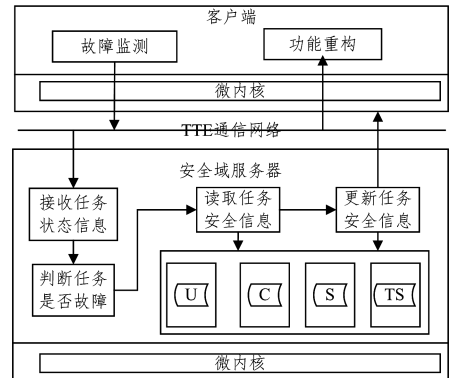 客户端
故障监测
功能重构
微内核
TTE通信网络
安全域服务器
接收任务
状态信息
读取任务
安全信息
更新任务
安全信息
判断任务
是否故障
U
C
S
TS
微内核